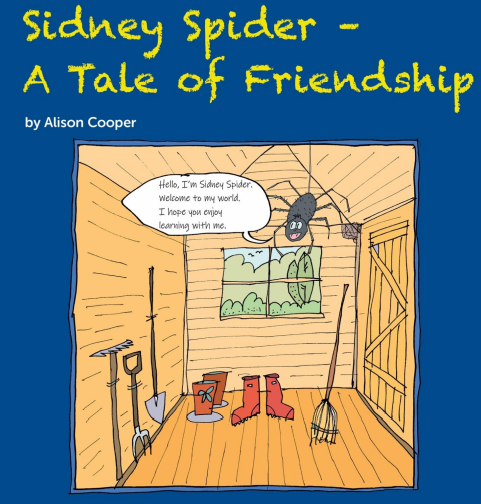 Sidney Spider –
A Tale of Friendship
by Alison Cooper
Hello, I'm Sidney Spider.
Welcome to my world.
I hope you enjoy
learning with me.